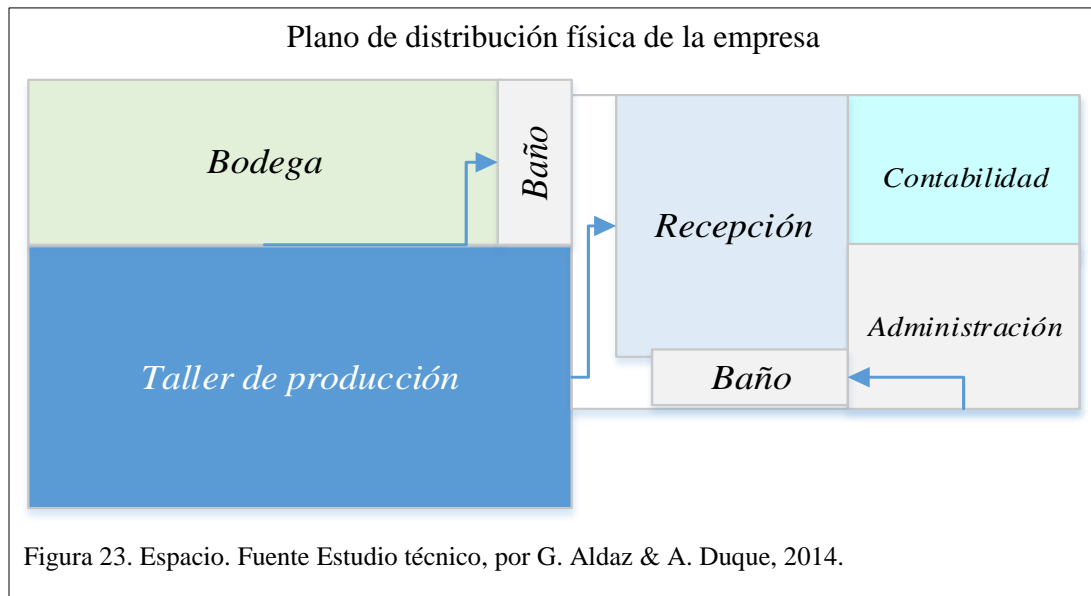 Plano de distribución física de la empresa
Bodega
Baño
Recepción
Contabilidad
Administración
Taller de producción
Baño
Figura 23. Espacio. Fuente Estudio técnico, por G. Aldaz & A. Duque, 2014.